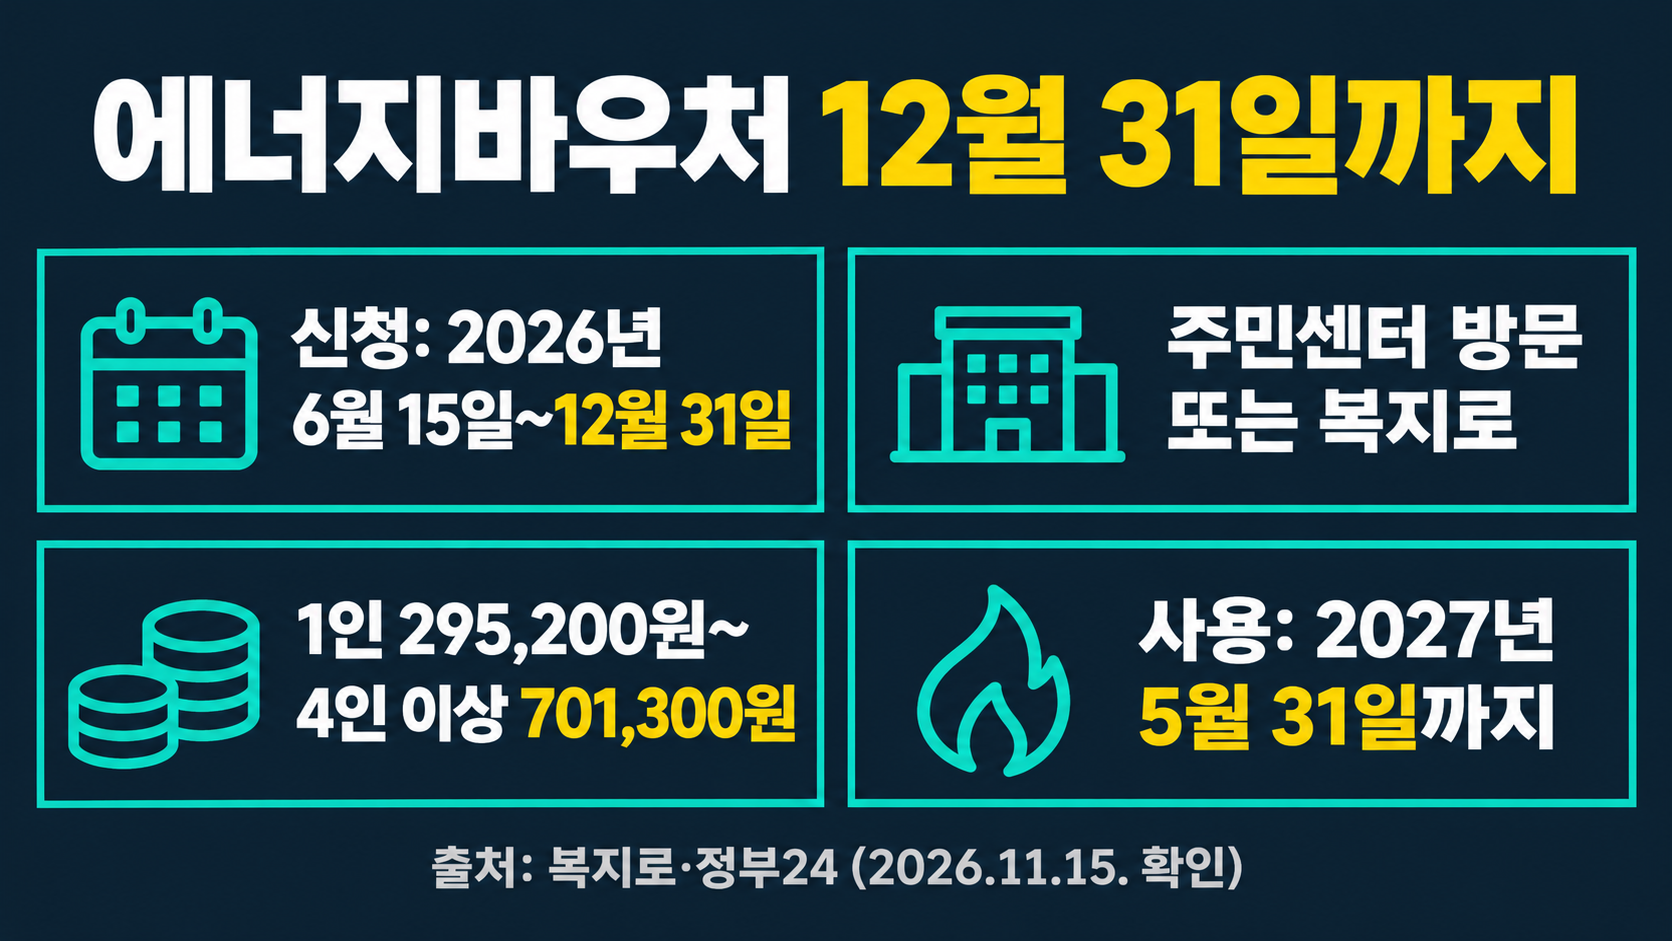 에너지바우처 12월 31일까지
신청: 2026년
6월 15일~12월 31일
주민센터 방문
또는 복지로
1인 295,200원~
4인 이상 701,300원
사용: 2027년
5월 31일까지
출처: 복지로·정부24 (2026.11.15. 확인)